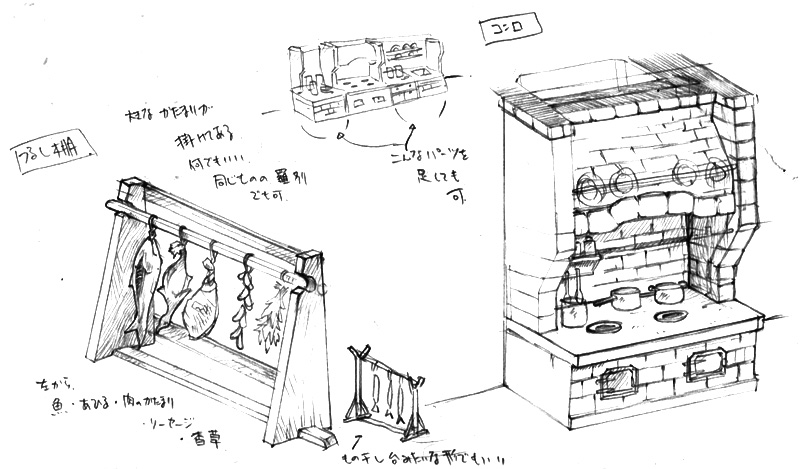 コンロ
大きな かたまりが
掛けてある
何でもいい
同じものの羅列
でも可.
こんなパーツを
足しても
可.
つるし棚
左から,
魚・あひる・肉のかたまり
・ソーセージ
・香草
もの干し台みたいな形でもいい